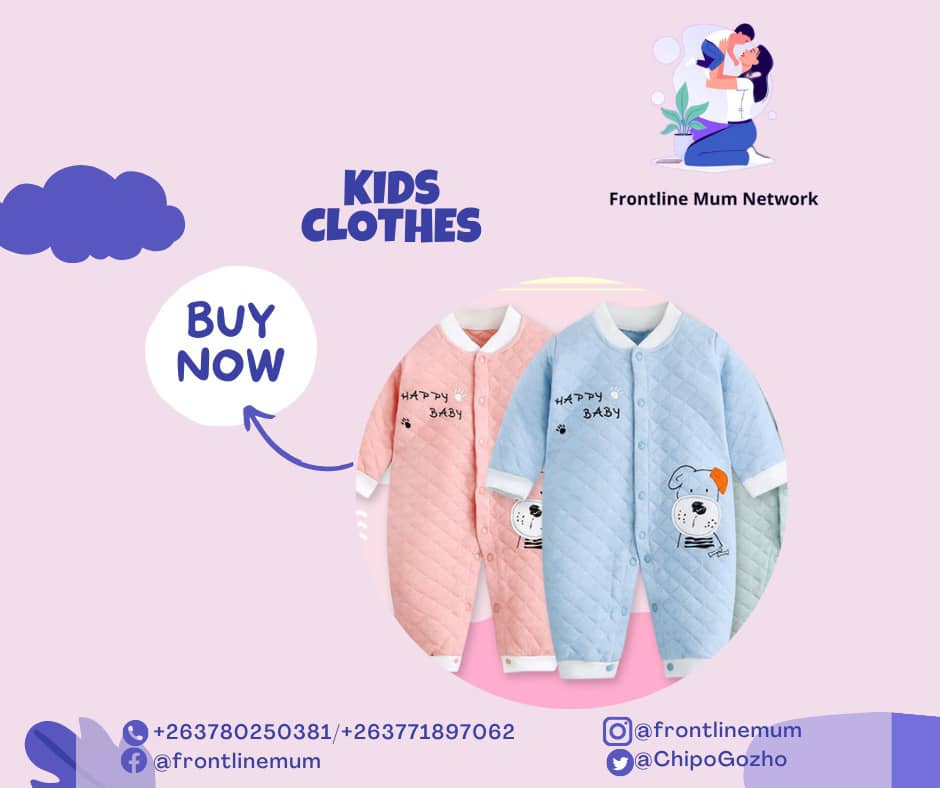 Frontline Mum Network
KIDS
CLOTHES
BUY
NOW
HAPPY
BABY
HAPPY
BABY
+263780250381/+263771897062
@frontlinemum
@frontlinemum
@ChipoGozho